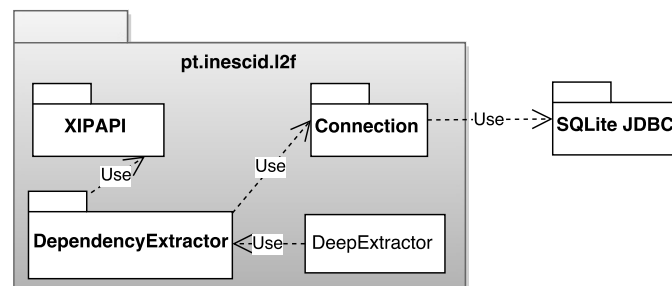 pt.inescid.l2f
XIPAPI
Connection
Use
SQLite JDBC
Use
Use
DependencyExtractor
Use
DeepExtractor